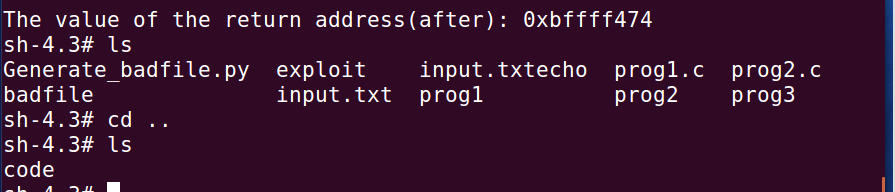 The value of the return address(after): 0xbffff474
sh-4.3# ls
Generate_badfile.py  exploit    input.txtecho  prog1.c  prog2.c
badfile              input.txt  prog1          prog2    prog3
sh-4.3# cd ..
sh-4.3# ls
code
sh-4.3#